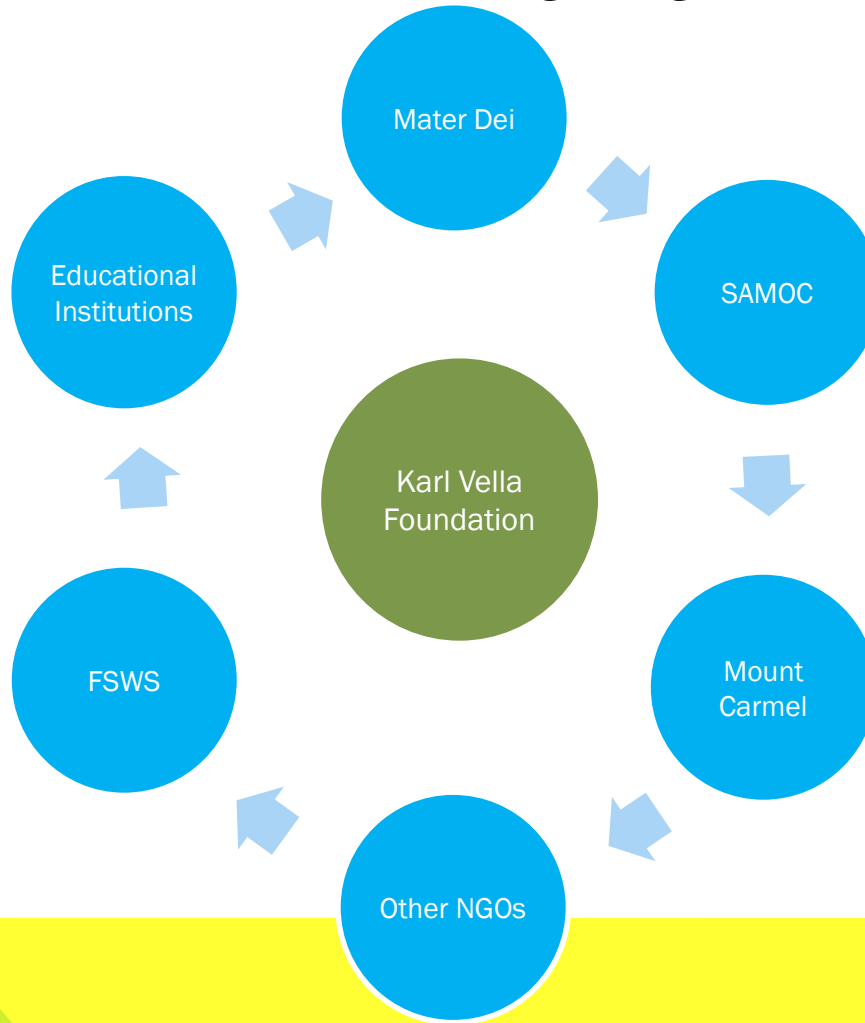 Mater Dei
SAMOC
Mount
Carmel
Other NGOs
FSWS
Educational
Institutions
Karl Vella
Foundation